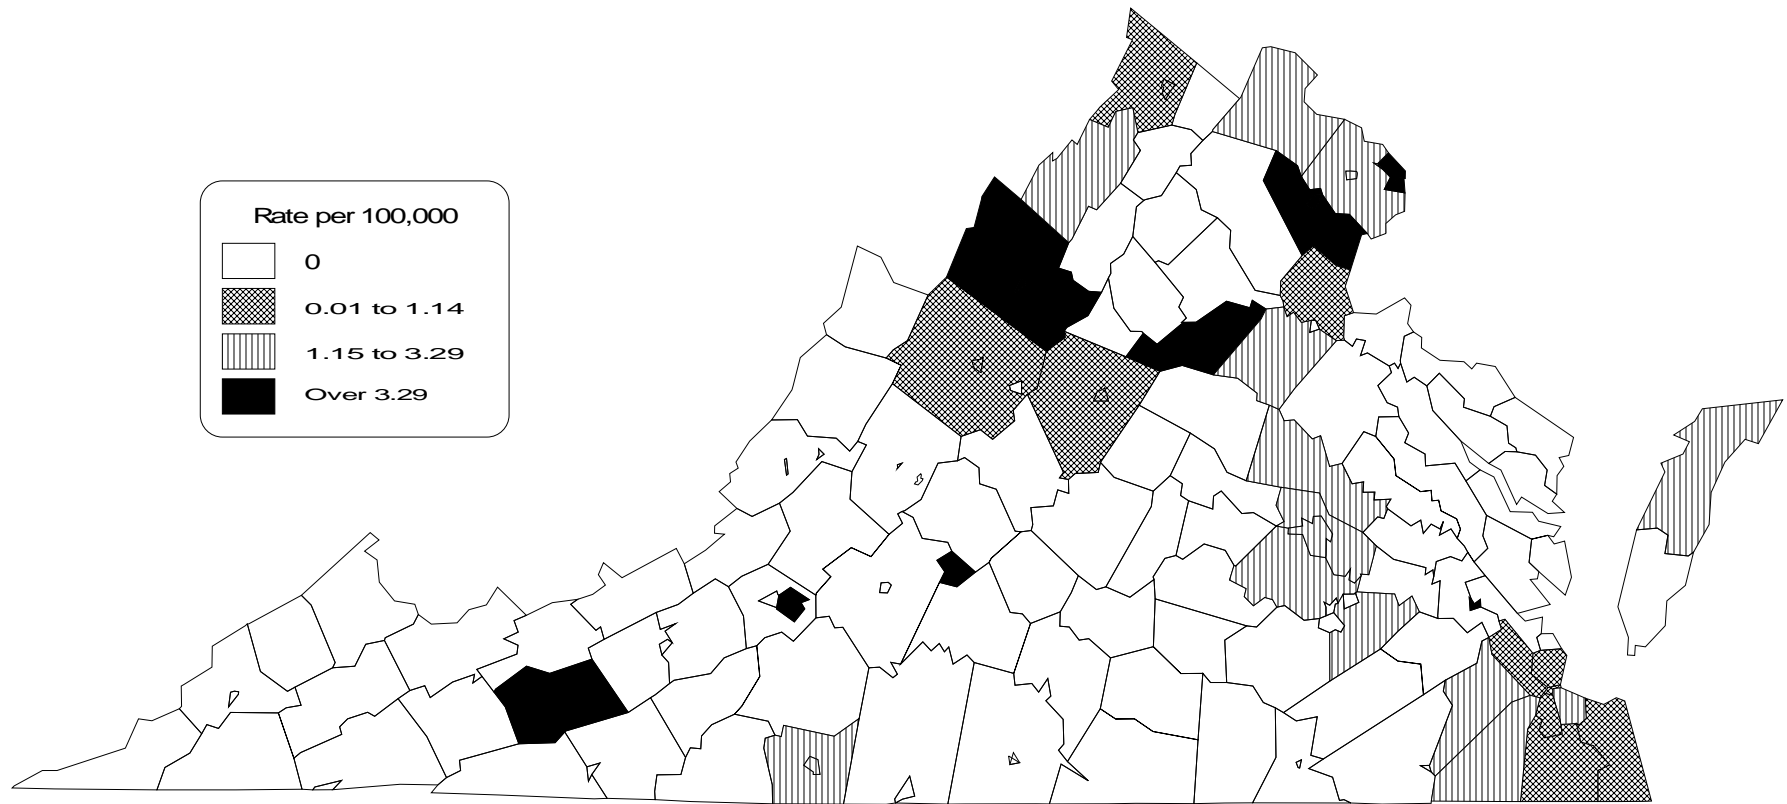 Rate per 100,000
0
0.01 to 1.14
1.15 to 3.29
Over 3.29